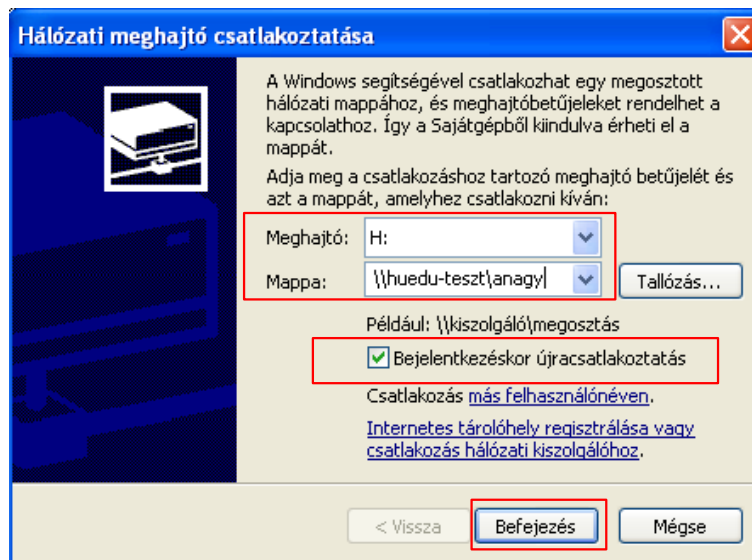 Hálózati meghajtó csatlakoztatása
A Windows segítségével csatlakozhat egy megosztott
hálózati mappához, és meghajtóbetűjeleket rendelhet a
kapcsolathoz. Így a Sajátgépből kiindulva érheti el a
mappát.
Adja meg a csatlakozáshoz tartozó meghajtó betűjelét és
azt a mappát, amelyhez csatlakozni kíván:
Meghajtó: H:
Mappa: \\huedu-teszt\anagy Tallózás...
Például: \\kiszolgáló\megosztás
Bejelentkezéskor újracsatlakoztatás
Csatlakozás más felhasználónéven.
Internetes tárolóhely regisztrálása vagy
csatlakozás hálózati kiszolgálóhoz.
< Vissza Befejezés Mégse